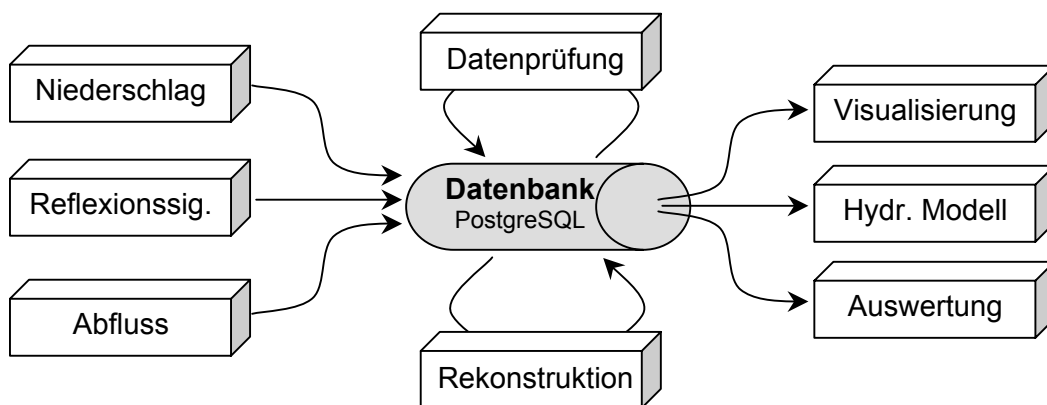 Niederschlag
Reflexionssig.
Abfluss
Datenprüfung
Datenbank
PostgreSQL
Rekonstruktion
Visualisierung
Hydr. Modell
Auswertung